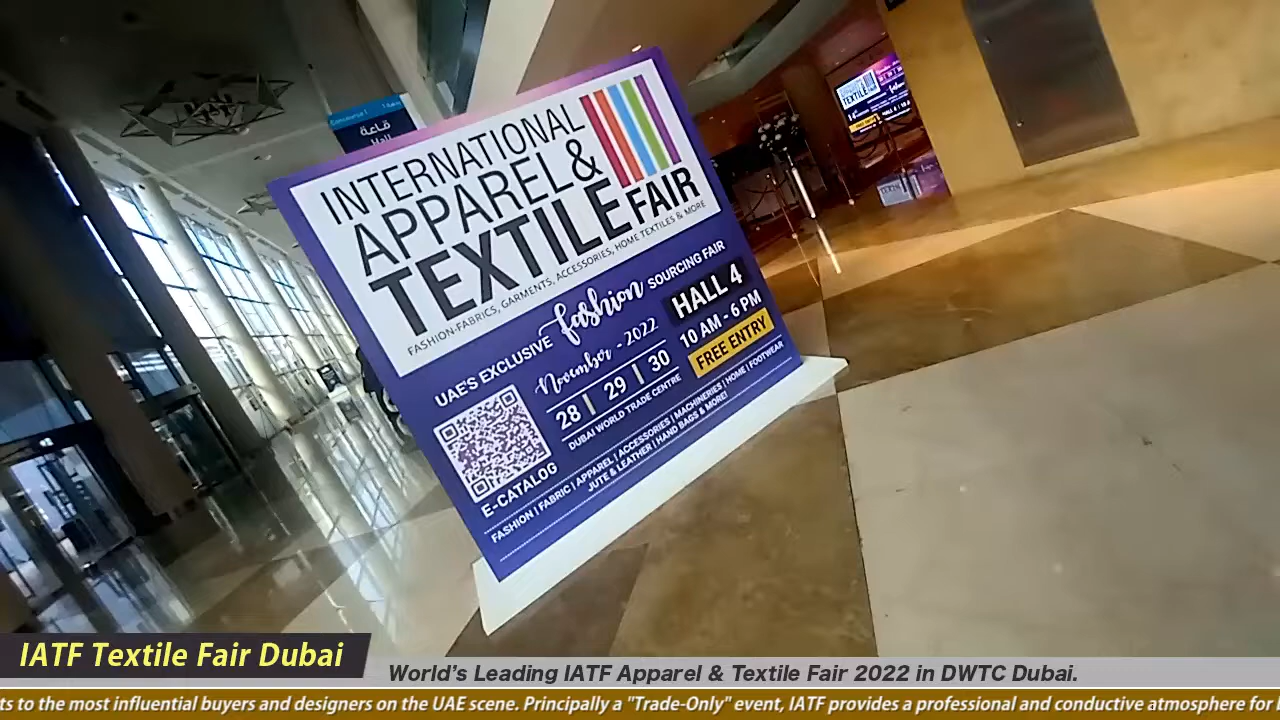 Concourse 1
قاعة
Hall
INTERNATIONAL
APPAREL &
TEXTILE FAIR
FASHION-FABRICS, GARMENTS, ACCESSORIES, HOME TEXTILES & MORE
UAE'S EXCLUSIVE fashion SOURCING FAIR
November - 2022
28 | 29 | 30
DUBAI WORLD TRADE CENTRE
HALL 4
10 AM - 6 PM
FREE ENTRY
E-CATALOG
FASHION | FABRIC | APPAREL | ACCESSORIES | MACHINERIES | HOME | FOOTWEAR
JUTE & LEATHER | HAND BAGS & MORE!
TEXTILE
IATF Textile Fair Dubai
World's Leading IATF Apparel & Textile Fair 2022 in DWTC Dubai.
ts to the most influential buyers and designers on the UAE scene. Principally a "Trade-Only" event, IATF provides a professional and conductive atmosphere for